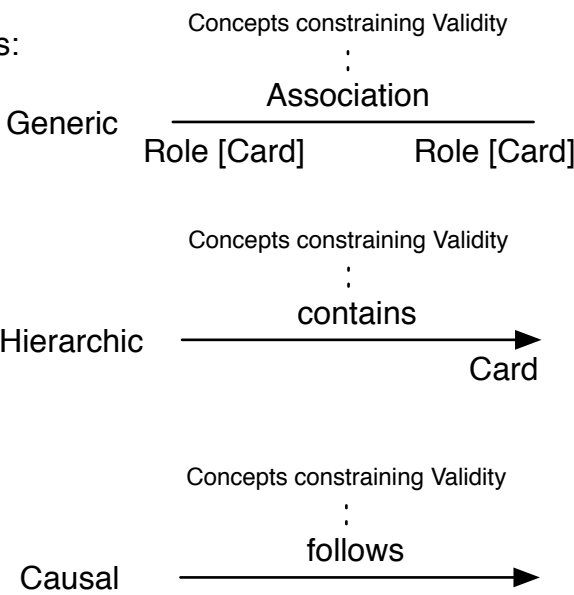 Concepts constraining Validity
s:
Association
Generic
Role [Card] Role [Card]
Concepts constraining Validity
contains
Hierarchic
Card
Concepts constraining Validity
follows
Causal